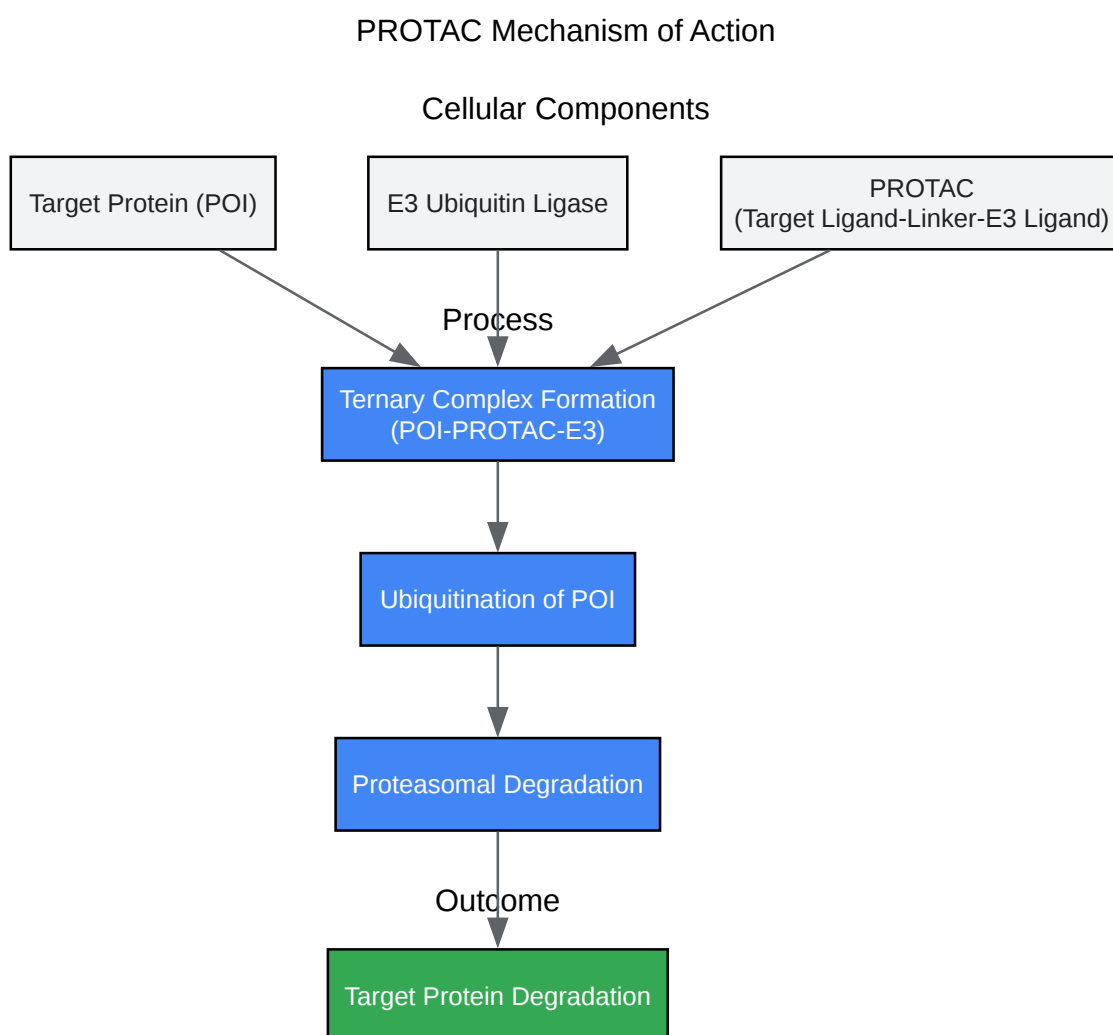 PROTAC Mechanism of Action
Cellular Components
Target Protein (POI)
E3 Ubiquitin Ligase
PROTAC
(Target Ligand-Linker-E3 Ligand)
Process
Ternary Complex Formation
(POI-PROTAC-E3)
Ubiquitination of POI
Proteasomal Degradation
Outcome
Target Protein Degradation